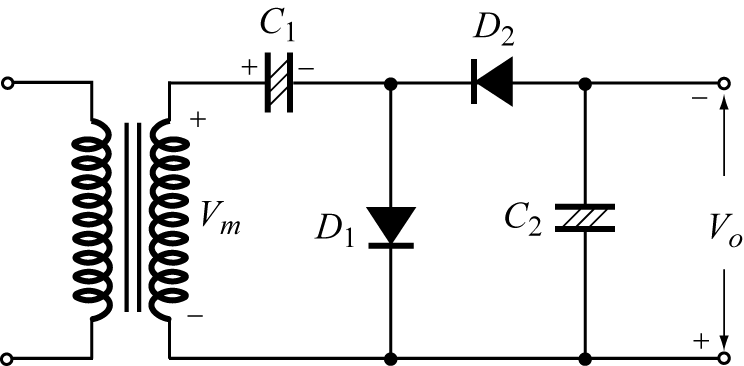 C₁
D₂
+ −
−
+
Vₘ
D₁
C₂
Vₒ
−
+